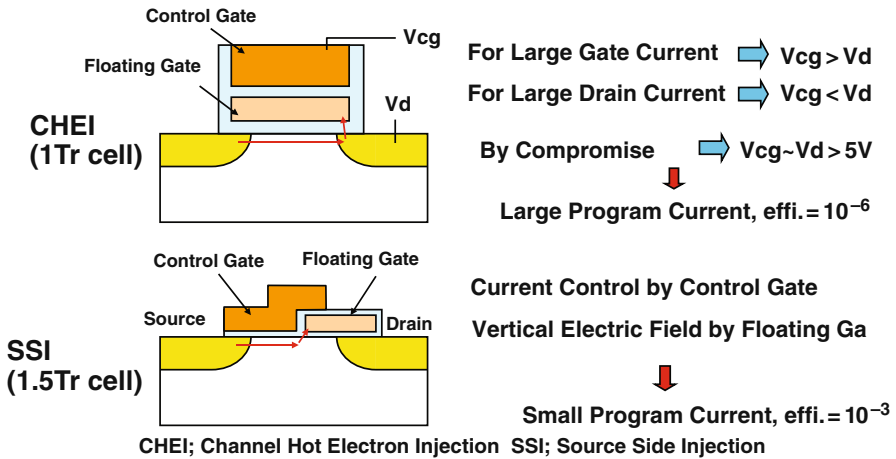 Control Gate
Vcg
Floating Gate
Vd
CHEI
(1Tr cell)
For Large Gate Current Vcg > Vd
For Large Drain Current Vcg < Vd
By Compromise Vcg~Vd > 5V
Large Program Current, effi. = 10⁻⁶
Control Gate
Floating Gate
Source
Drain
SSI
(1.5Tr cell)
Current Control by Control Gate
Vertical Electric Field by Floating Ga
Small Program Current, effi. = 10⁻³
CHEI; Channel Hot Electron Injection SSI; Source Side Injection